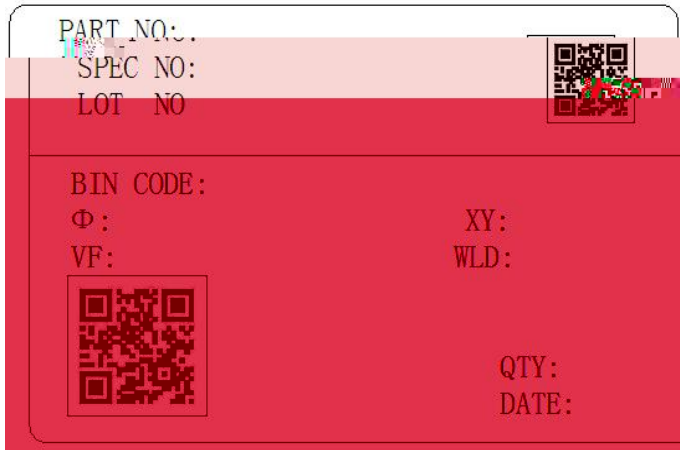 PART NO:
SPEC NO:
LOT NO
BIN CODE:
Φ: XY:
VF: WLD:
QTY:
DATE: